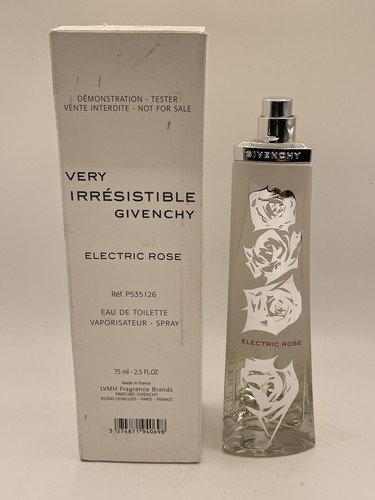 DÉMONSTRATION - TESTER
VENTE INTERDITE - NOT FOR SALE
VERY
IRRÉSISTIBLE
GIVENCHY
ELECTRIC ROSE
Réf. P535126
EAU DE TOILETTE
VAPORISATEUR - SPRAY
75 ml - 2.5 FL.OZ
Made in France
LVMH Fragrance Brands
PARFUMS GIVENCHY
92300 LEVALLOIS - PARIS - FRANCE
3 274871 940698
GIVENCHY
ELECTRIC ROSE